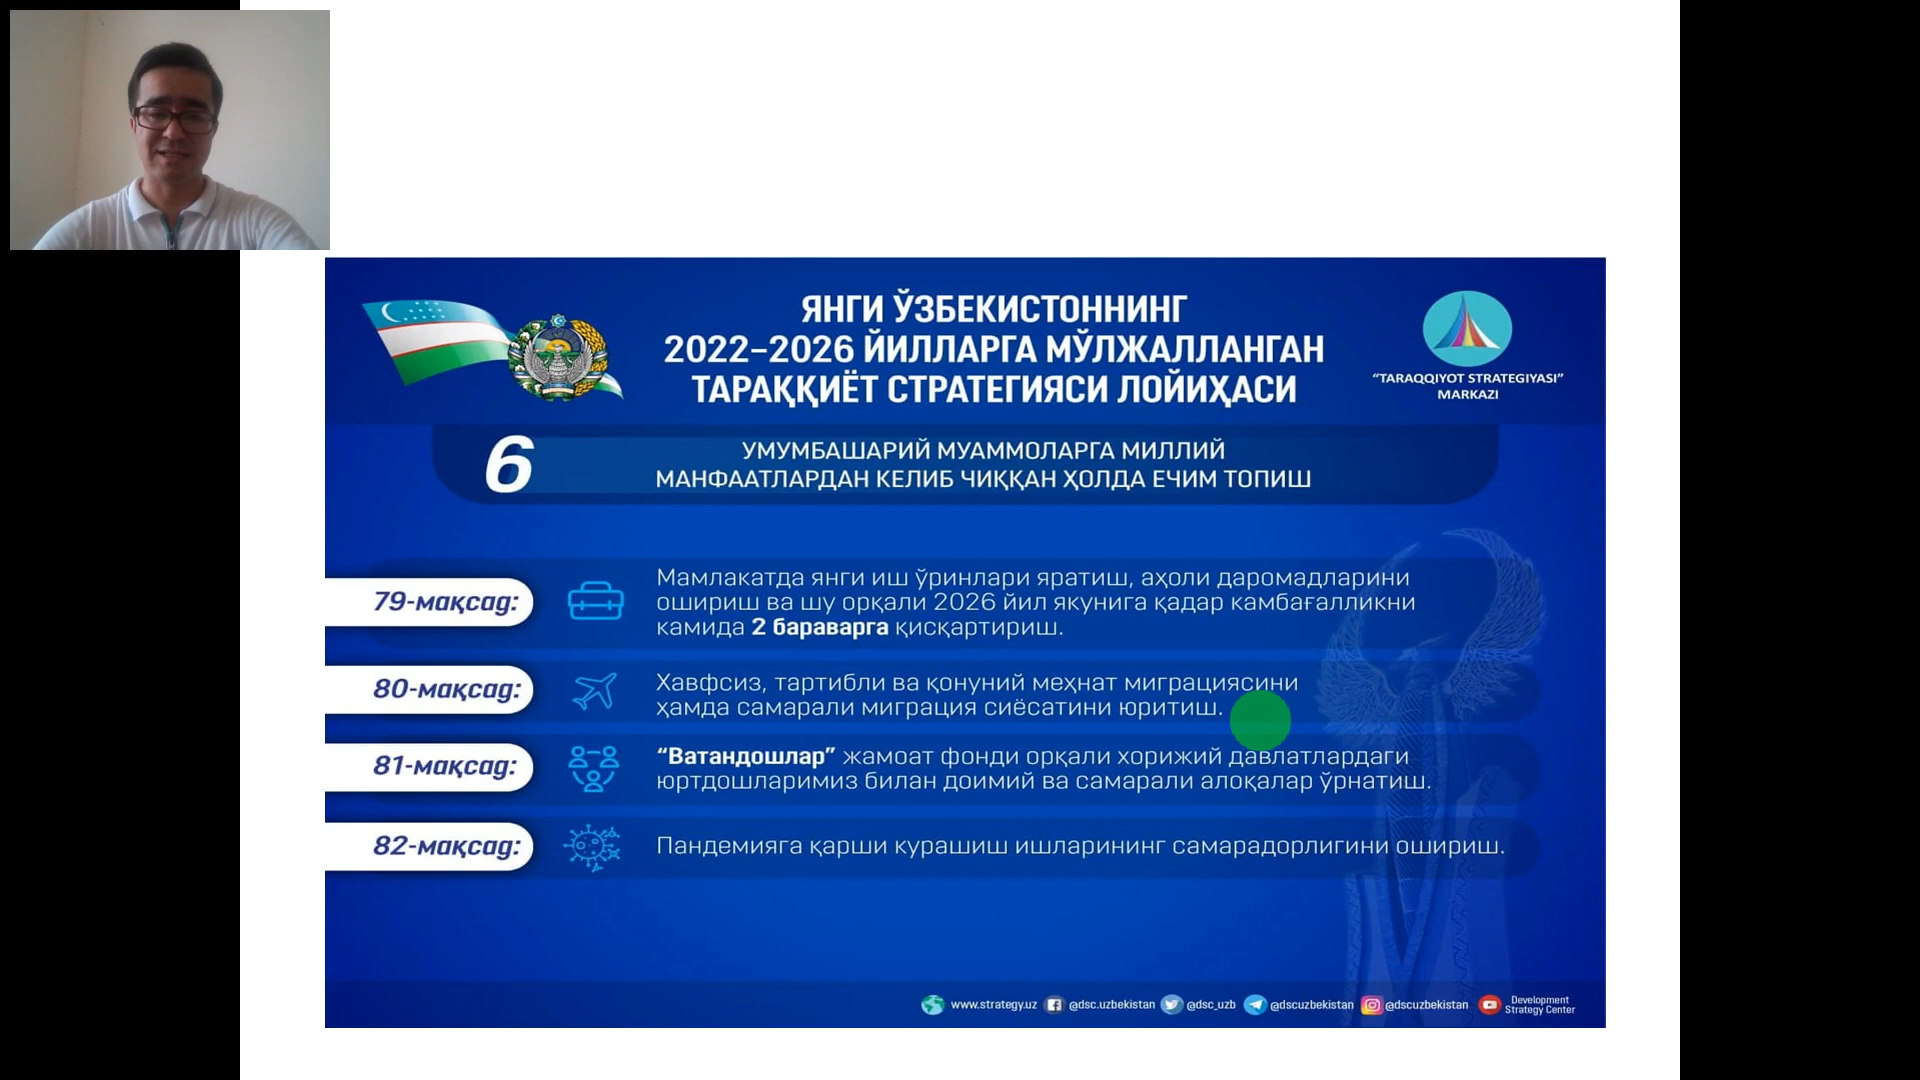 ЯНГИ ЎЗБЕКИСТОННИНГ
2022–2026 ЙИЛЛАРГА МЎЛЖАЛЛАНГАН
ТАРАҚҚИЁТ СТРАТЕГИЯСИ ЛОЙИҲАСИ
“TARAQQIYOT STRATEGIYASI”
MARKAZI
6
УМУМБАШАРИЙ МУАММОЛАРГА МИЛЛИЙ
МАНФААТЛАРДАН КЕЛИБ ЧИҚҚАН ҲОЛДА ЕЧИМ ТОПИШ
79-мақсад:
Мамлакатда янги иш ўринлари яратиш, аҳоли даромадларини
ошириш ва шу орқали 2026 йил якунига қадар камбағалликни
камида 2 бараварга қисқартириш.
80-мақсад:
Хавфсиз, тартибли ва қонуний меҳнат миграциясини
ҳамда самарали миграция сиёсатини юритиш.
81-мақсад:
“Ватандошлар” жамоат фонди орқали хорижий давлатлардаги
юртдошларимиз билан доимий ва самарали алоқалар ўрнатиш.
82-мақсад:
Пандемияга қарши курашиш ишларининг самарадорлигини ошириш.
www.strategy.uz @dsc.uzbekistan @dsc_uzb @dscuzbekistan @dscuzbekistan Development
Strategy Center